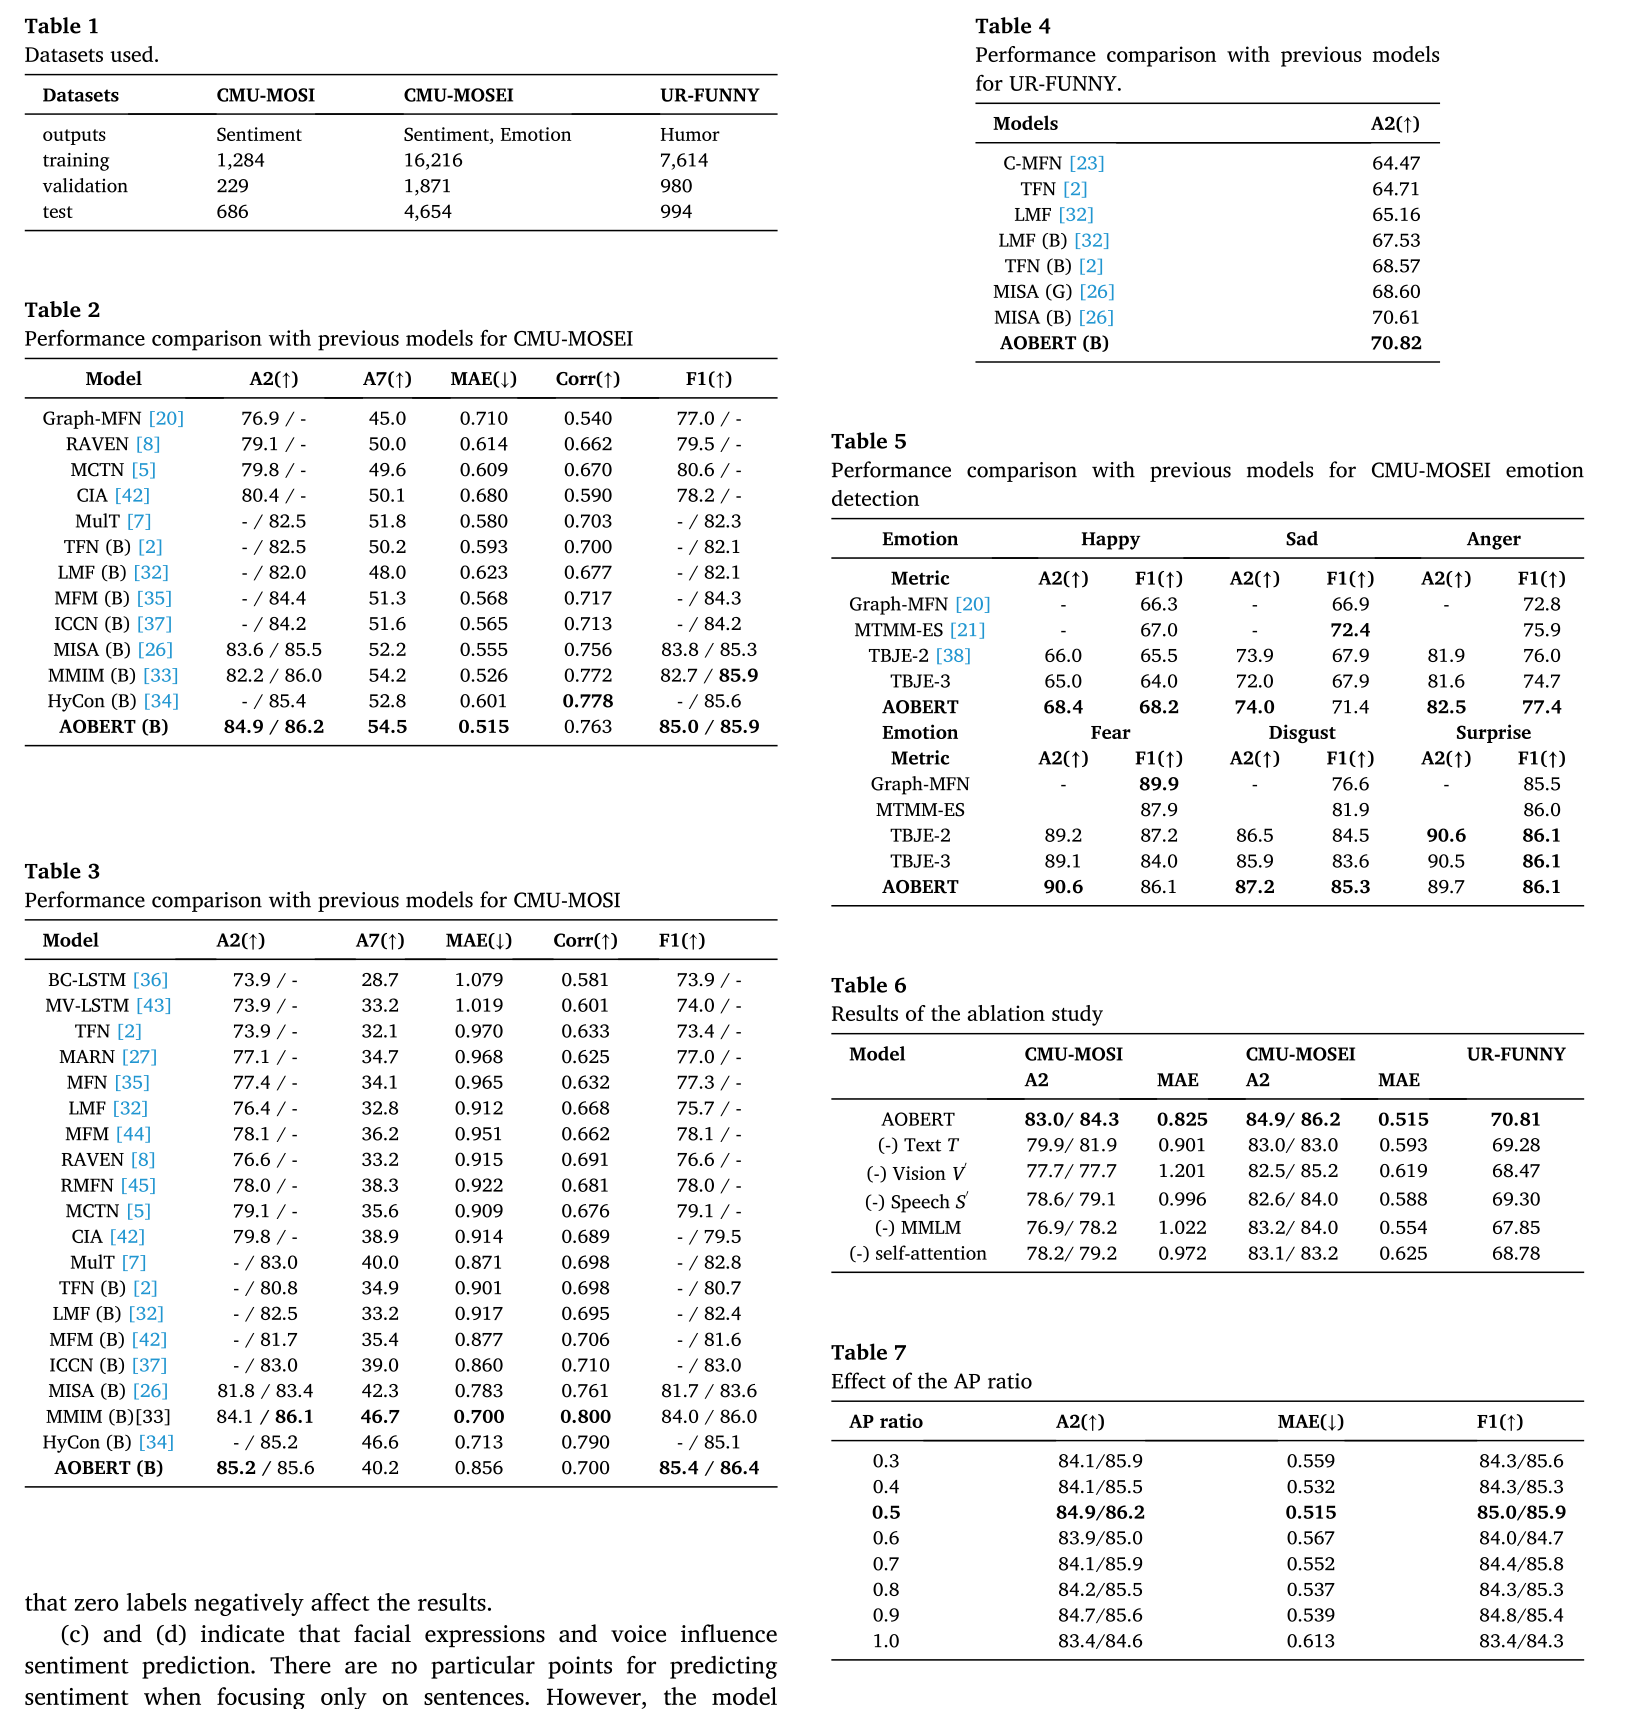 Table 1
Datasets used.
Datasets CMU-MOSI CMU-MOSEI UR-FUNNY
outputs Sentiment Sentiment, Emotion Humor
training 1,284 16,216 7,614
validation 229 1,871 980
test 686 4,654 994
Table 2
Performance comparison with previous models for CMU-MOSEI
Model A2(↑) A7(↑) MAE(↓) Corr(↑) F1(↑)
Graph-MFN [20] 76.9 / - 45.0 0.710 0.540 77.0 / -
RAVEN [8] 79.1 / - 50.0 0.614 0.662 79.5 / -
MCTN [5] 79.8 / - 49.6 0.609 0.670 80.6 / -
CIA [42] 80.4 / - 50.1 0.680 0.590 78.2 / -
MulT [7] - / 82.5 51.8 0.580 0.703 - / 82.3
TFN (B) [2] - / 82.5 50.2 0.593 0.700 - / 82.1
LMF (B) [32] - / 82.0 48.0 0.623 0.677 - / 82.1
MFM (B) [35] - / 84.4 51.3 0.568 0.717 - / 84.3
ICCN (B) [37] - / 84.2 51.6 0.565 0.713 - / 84.2
MISA (B) [26] 83.6 / 85.5 52.2 0.555 0.756 83.8 / 85.3
MMIM (B) [33] 82.2 / 86.0 54.2 0.526 0.772 82.7 / 85.9
HyCon (B) [34] - / 85.4 52.8 0.601 0.778 - / 85.6
AOBERT (B) 84.9 / 86.2 54.5 0.515 0.763 85.0 / 85.9
Table 3
Performance comparison with previous models for CMU-MOSI
Model A2(↑) A7(↑) MAE(↓) Corr(↑) F1(↑)
BC-LSTM [36] 73.9 / - 28.7 1.079 0.581 73.9 / -
MV-LSTM [43] 73.9 / - 33.2 1.019 0.601 74.0 / -
TFN [2] 73.9 / - 32.1 0.970 0.633 73.4 / -
MARN [27] 77.1 / - 34.7 0.968 0.625 77.0 / -
MFN [35] 77.4 / - 34.1 0.965 0.632 77.3 / -
LMF [32] 76.4 / - 32.8 0.912 0.668 75.7 / -
MFM [44] 78.1 / - 36.2 0.951 0.662 78.1 / -
RAVEN [8] 76.6 / - 33.2 0.915 0.691 76.6 / -
RMFN [45] 78.0 / - 38.3 0.922 0.681 78.0 / -
MCTN [5] 79.1 / - 35.6 0.909 0.676 79.1 / -
CIA [42] 79.8 / - 38.9 0.914 0.689 - / 79.5
MulT [7] - / 83.0 40.0 0.871 0.698 - / 82.8
TFN (B) [2] - / 80.8 34.9 0.901 0.698 - / 80.7
LMF (B) [32] - / 82.5 33.2 0.917 0.695 - / 82.4
MFM (B) [42] - / 81.7 35.4 0.877 0.706 - / 81.6
ICCN (B) [37] - / 83.0 39.0 0.860 0.710 - / 83.0
MISA (B) [26] 81.8 / 83.4 42.3 0.783 0.761 81.7 / 83.6
MMIM (B)[33] 84.1 / 86.1 46.7 0.700 0.800 84.0 / 86.0
HyCon (B) [34] - / 85.2 46.6 0.713 0.790 - / 85.1
AOBERT (B) 85.2 / 85.6 40.2 0.856 0.700 85.4 / 86.4
that zero labels negatively affect the results.
(c) and (d) indicate that facial expressions and voice influence
sentiment prediction. There are no particular points for predicting
sentiment when focusing only on sentences. However, the model
Table 4
Performance comparison with previous models
for UR-FUNNY.
Models A2(↑)
C-MFN [23] 64.47
TFN [2] 64.71
LMF [32] 65.16
LMF (B) [32] 67.53
TFN (B) [2] 68.57
MISA (G) [26] 68.60
MISA (B) [26] 70.61
AOBERT (B) 70.82
Table 5
Performance comparison with previous models for CMU-MOSEI emotion
detection
Emotion Happy Sad Anger
Metric A2(↑) F1(↑) A2(↑) F1(↑) A2(↑) F1(↑)
Graph-MFN [20] - 66.3 - 66.9 - 72.8
MTMM-ES [21] - 67.0 - 72.4 75.9
TBJE-2 [38] 66.0 65.5 73.9 67.9 81.9 76.0
TBJE-3 65.0 64.0 72.0 67.9 81.6 74.7
AOBERT 68.4 68.2 74.0 71.4 82.5 77.4
Emotion Fear Disgust Surprise
Metric A2(↑) F1(↑) A2(↑) F1(↑) A2(↑) F1(↑)
Graph-MFN - 89.9 - 76.6 - 85.5
MTMM-ES 87.9 81.9 86.0
TBJE-2 89.2 87.2 86.5 84.5 90.6 86.1
TBJE-3 89.1 84.0 85.9 83.6 90.5 86.1
AOBERT 90.6 86.1 87.2 85.3 89.7 86.1
Table 6
Results of the ablation study
Model CMU-MOSI CMU-MOSEI UR-FUNNY
A2 MAE A2 MAE
AOBERT 83.0/ 84.3 0.825 84.9/ 86.2 0.515 70.81
(-) Text T 79.9/ 81.9 0.901 83.0/ 83.0 0.593 69.28
(-) Vision V′ 77.7/ 77.7 1.201 82.5/ 85.2 0.619 68.47
(-) Speech S′ 78.6/ 79.1 0.996 82.6/ 84.0 0.588 69.30
(-) MMLM 76.9/ 78.2 1.022 83.2/ 84.0 0.554 67.85
(-) self-attention 78.2/ 79.2 0.972 83.1/ 83.2 0.625 68.78
Table 7
Effect of the AP ratio
AP ratio A2(↑) MAE(↓) F1(↑)
0.3 84.1/85.9 0.559 84.3/85.6
0.4 84.1/85.5 0.532 84.3/85.3
0.5 84.9/86.2 0.515 85.0/85.9
0.6 83.9/85.0 0.567 84.0/84.7
0.7 84.1/85.9 0.552 84.4/85.8
0.8 84.2/85.5 0.537 84.3/85.3
0.9 84.7/85.6 0.539 84.8/85.4
1.0 83.4/84.6 0.613 83.4/84.3